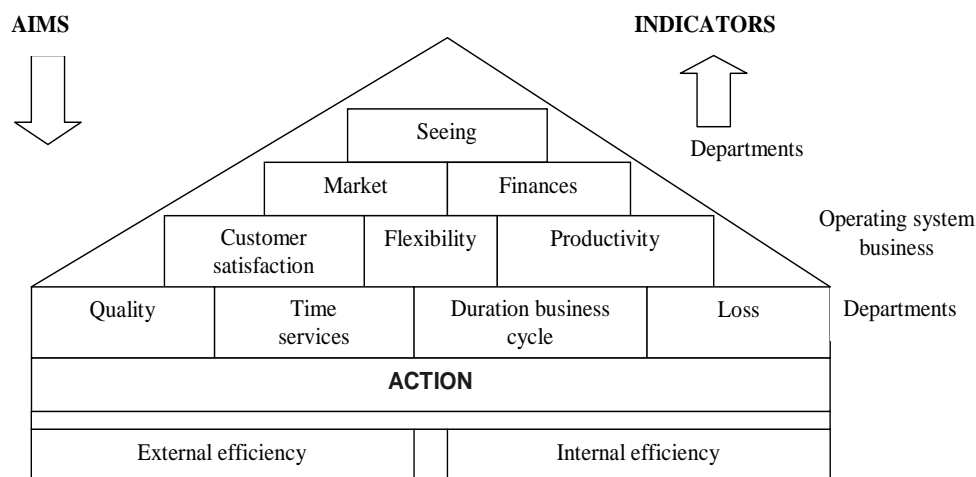 AIMS
INDICATORS
Seeing
Departments
Market
Finances
Operating system
business
Customer
satisfaction
Flexibility
Productivity
Quality
Time
services
Duration business
cycle
Loss
Departments
ACTION
External efficiency
Internal efficiency